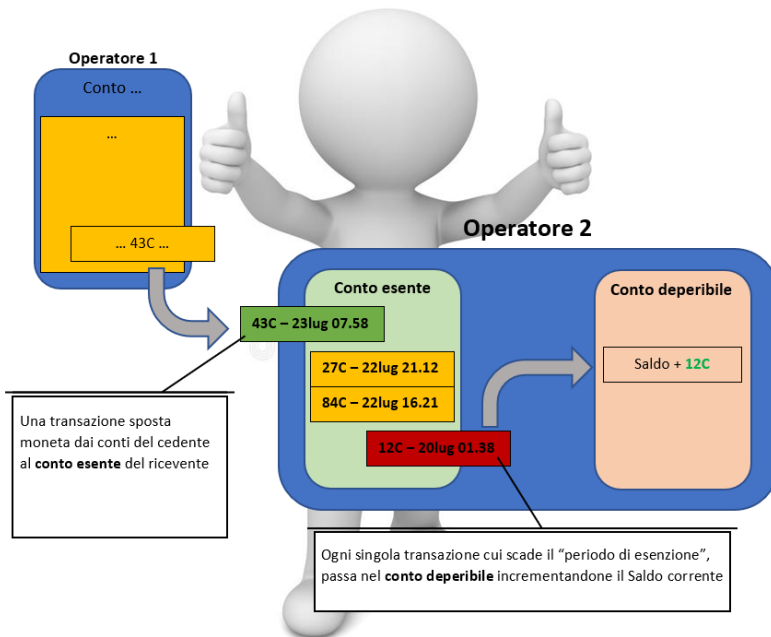 Operatore 1
Conto ...
...
... 43C ...
Operatore 2
Conto esente
43C – 23lug 07.58
27C – 22lug 21.12
84C – 22lug 16.21
12C – 20lug 01.38
Conto deperibile
Saldo + 12C
Una transazione sposta
moneta dai conti del cedente
al conto esente del ricevente
Ogni singola transazione cui scade il “periodo di esenzione”,
passa nel conto deperibile incrementandone il Saldo corrente